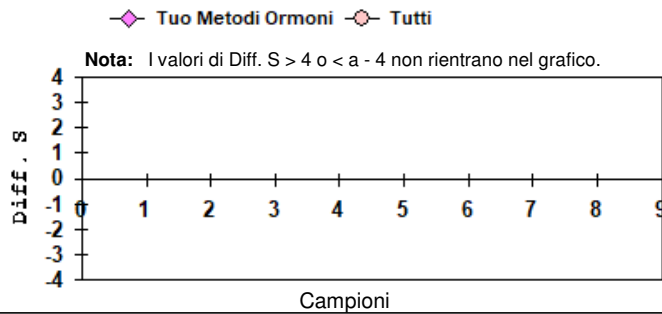 Tuo Metodi Ormoni Tutti
Nota: I valori di Diff. S > 4 o < a - 4 non rientrano nel grafico.
4
3
2
1
0
-1
-2
-3
-4
Diff. S
0 1 2 3 4 5 6 7 8 9
Campioni